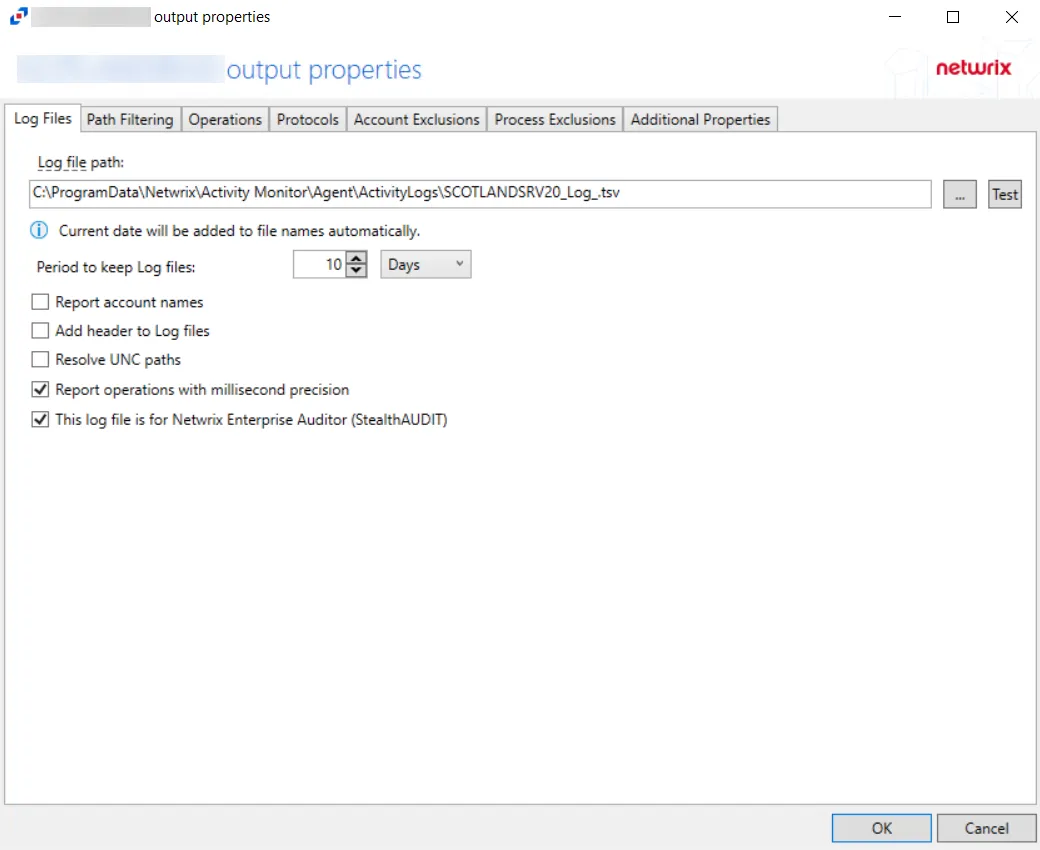 output properties
output properties
netwrix
Log Files Path Filtering Operations Protocols Account Exclusions Process Exclusions Additional Properties
Log file path:
C:\ProgramData\Netwrix\Activity Monitor\Agent\ActivityLogs\SCOTLANDSRV20_Log_.tsv ... Test
Current date will be added to file names automatically.
Period to keep Log files: 10 Days
Report account names
Add header to Log files
Resolve UNC paths
Report operations with millisecond precision
This log file is for Netwrix Enterprise Auditor (StealthAUDIT)
OK Cancel